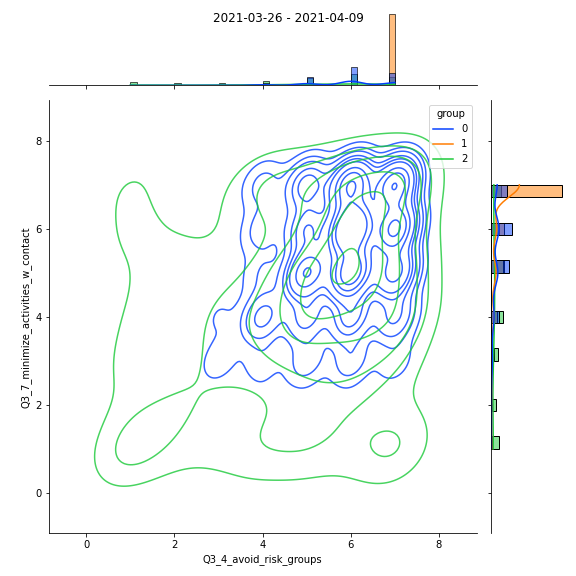 2021-03-26 - 2021-04-09
group
0
1
2
8
6
4
2
0
Q3_7_minimize_activities_w_contact
0 2 4 6 8
Q3_4_avoid_risk_groups